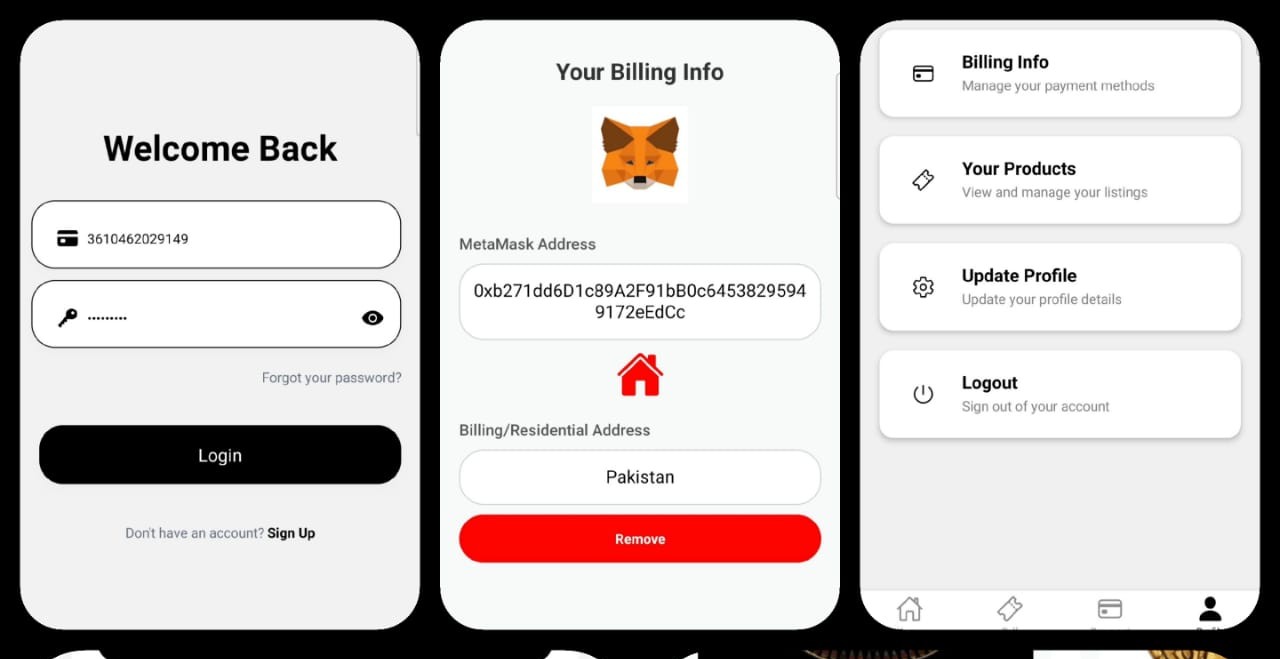 Welcome Back
3610462029149
•••••••••
Forgot your password?
Login
Don't have an account? Sign Up
Your Billing Info
MetaMask Address
0xb271dd6D1c89A2F91bB0c6453829594
9172eEdCc
Billing/Residential Address
Pakistan
Remove
Billing Info
Manage your payment methods
Your Products
View and manage your listings
Update Profile
Update your profile details
Logout
Sign out of your account